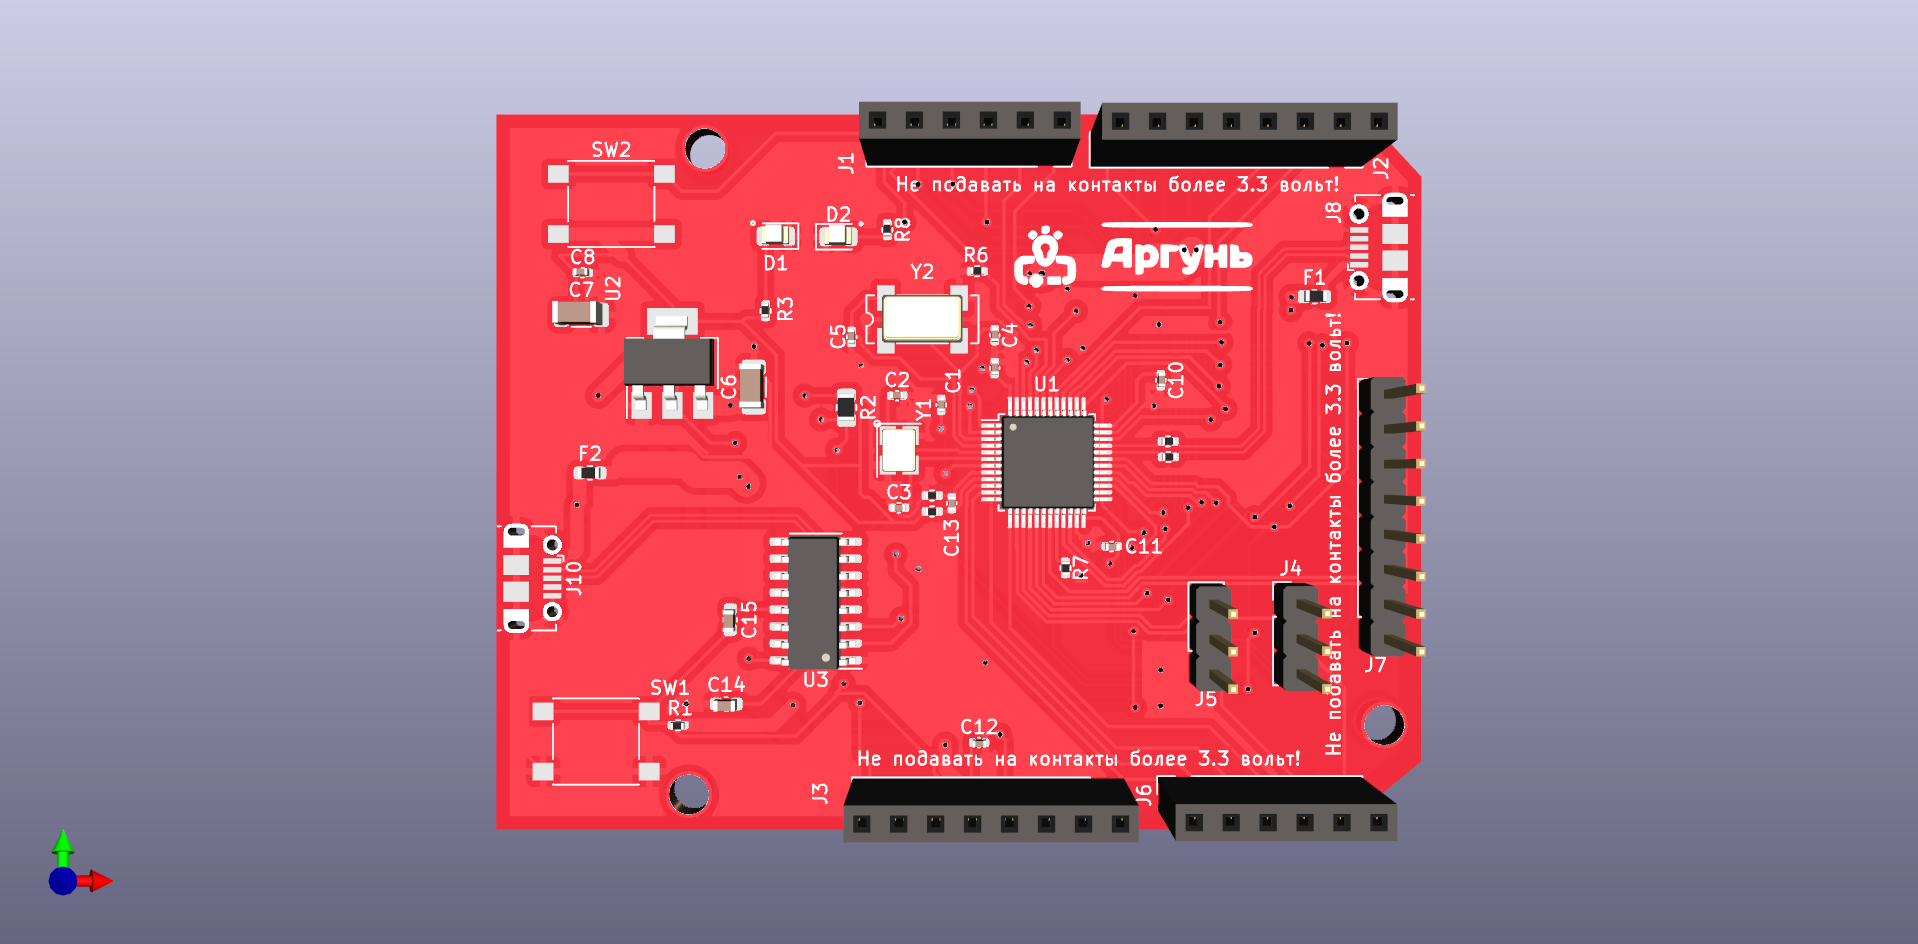 SW2
J1
J2
Не подавать на контакты более 3.3 вольт!
J8
D2
R8
D1
Аргунь
C8
C7
U2
R6
Y2
F1
R3
C5
C4
C6
C2
C1
R2
Y1
U1
C10
Не подавать на контакты более 3.3 вольт!
F2
C3
C13
C11
R7
J10
J4
C15
U3
J5
J7
SW1
R1
C14
C12
Не подавать на контакты более 3.3 вольт!
J3
J6